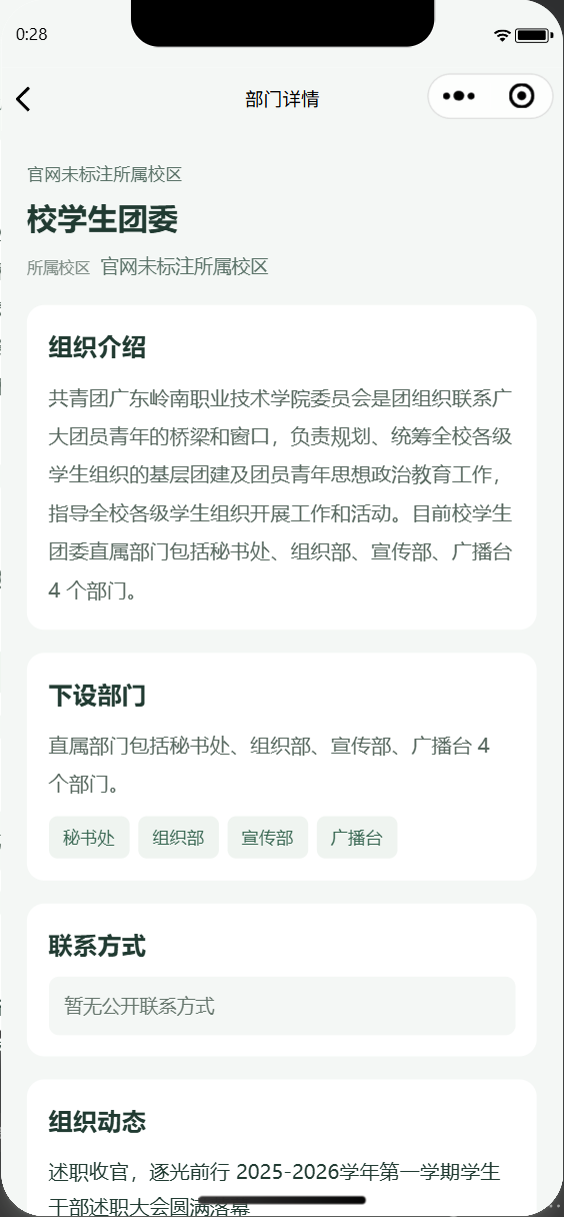 0:28
部门详情
官网未标注所属校区
校学生团委
所属校区 官网未标注所属校区
组织介绍
共青团广东岭南职业技术学院委员会是团组织联系广
大团员青年的桥梁和窗口，负责规划、统筹全校各级
学生组织的基层团建及团员青年思想政治教育工作，
指导全校各级学生组织开展工作和活动。目前校学生
团委直属部门包括秘书处、组织部、宣传部、广播台
4 个部门。
下设部门
直属部门包括秘书处、组织部、宣传部、广播台 4
个部门。
秘书处 组织部 宣传部 广播台
联系方式
暂无公开联系方式
组织动态
述职收官，逐光前行 2025-2026学年第一学期学生
干部述职大会圆满落幕